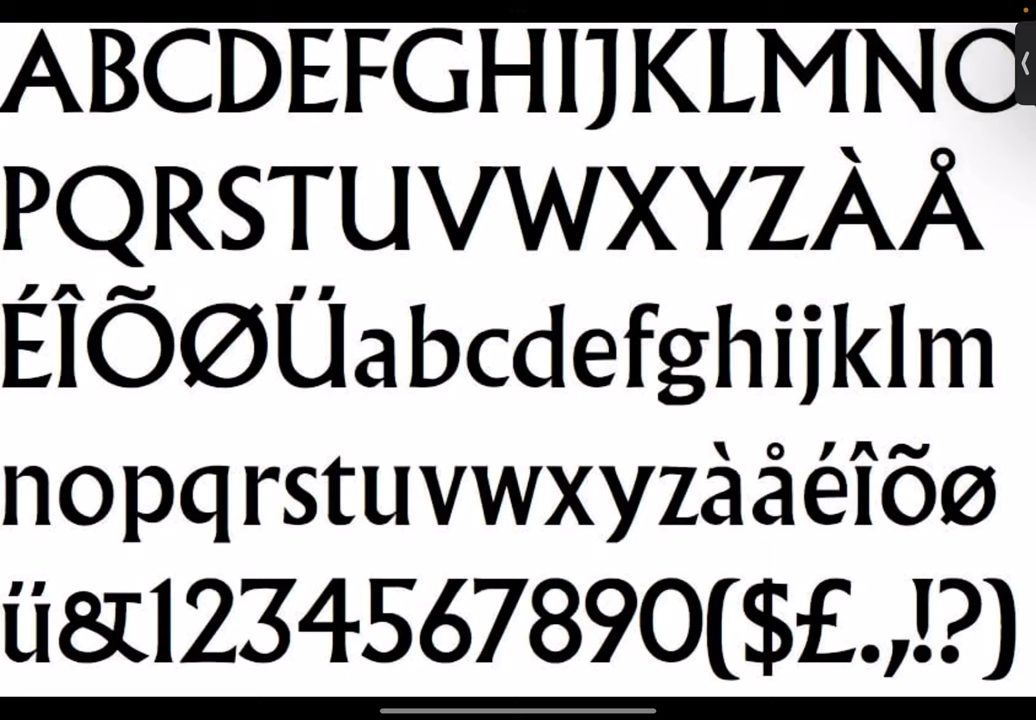 ABCDEFGHIJKLMNO
PQRSTUVWXYZÀÅ
ÉÎÕØÜabcdefghijklm
nopqrstuvwxyzàåéîõø
ü&1234567890($£.,!?)